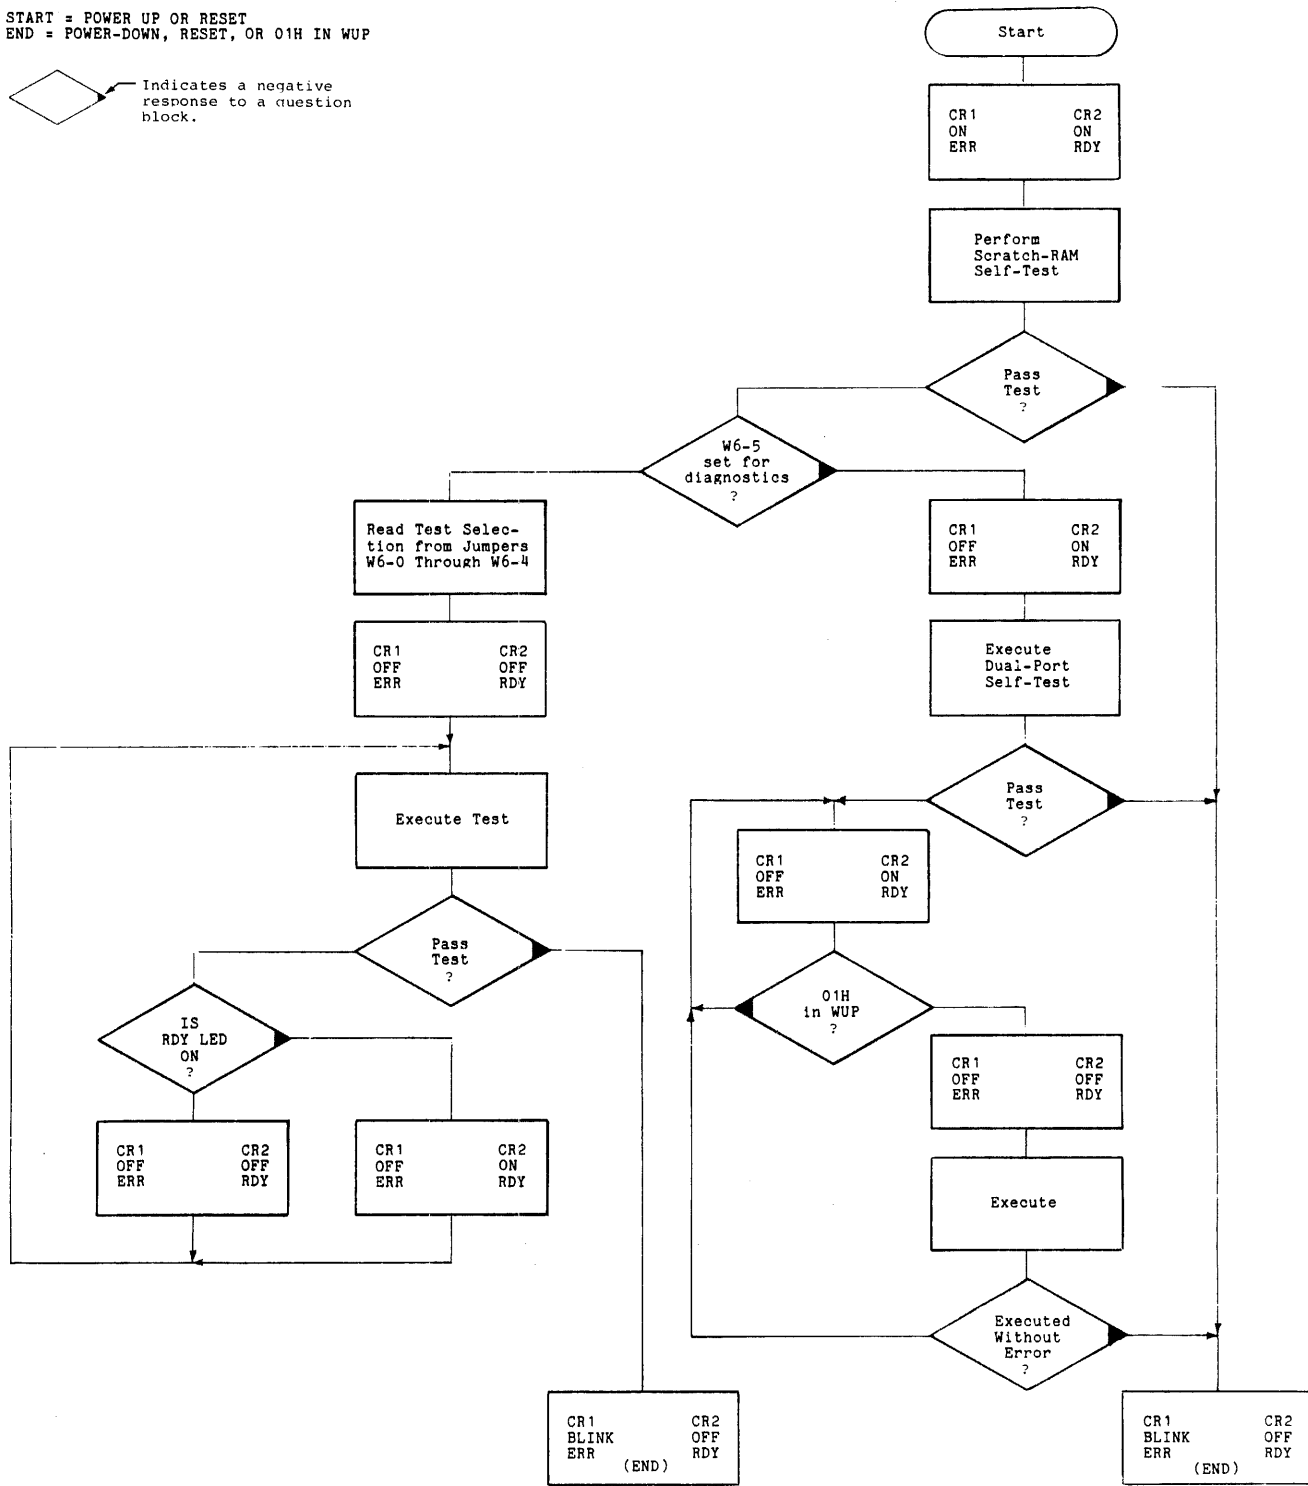 START = POWER UP OR RESET
END = POWER-DOWN, RESET, OR 01H IN WUP
Indicates a negative
response to a question
block.
Start
CR1 CR2
ON ON
ERR RDY
Perform
Scratch-RAM
Self-Test
Pass
Test
?
W6-5
set for
diagnostics
?
Read Test Selec-
tion from Jumpers
W6-0 Through W6-4
CR1 CR2
OFF ON
ERR RDY
CR1 CR2
OFF OFF
ERR RDY
Execute
Dual-Port
Self-Test
Pass
Test
?
Execute Test
CR1 CR2
OFF ON
ERR RDY
Pass
Test
?
01H
in WUP
?
IS
RDY LED
ON
?
CR1 CR2
OFF OFF
ERR RDY
CR1 CR2
OFF OFF
ERR RDY
CR1 CR2
OFF ON
ERR RDY
Execute
Executed
Without
Error
?
CR1 CR2
BLINK OFF
ERR RDY
(END)
CR1 CR2
BLINK OFF
ERR RDY
(END)